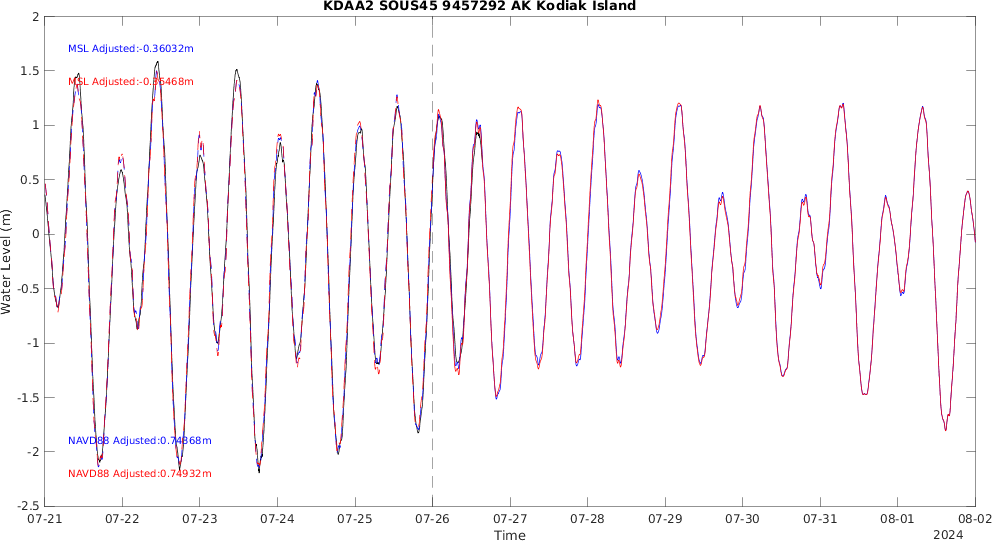 KDAA2 SOUS45 9457292 AK Kodiak Island
2
1.5
1
0.5
0
-0.5
-1
-1.5
-2
-2.5
Water Level (m)
MSL Adjusted:-0.36032m
MSL Adjusted:-0.36468m
NAVD88 Adjusted:0.74368m
NAVD88 Adjusted:0.74932m
07-21 07-22 07-23 07-24 07-25 07-26 07-27 07-28 07-29 07-30 07-31 08-01 08-02
Time
2024